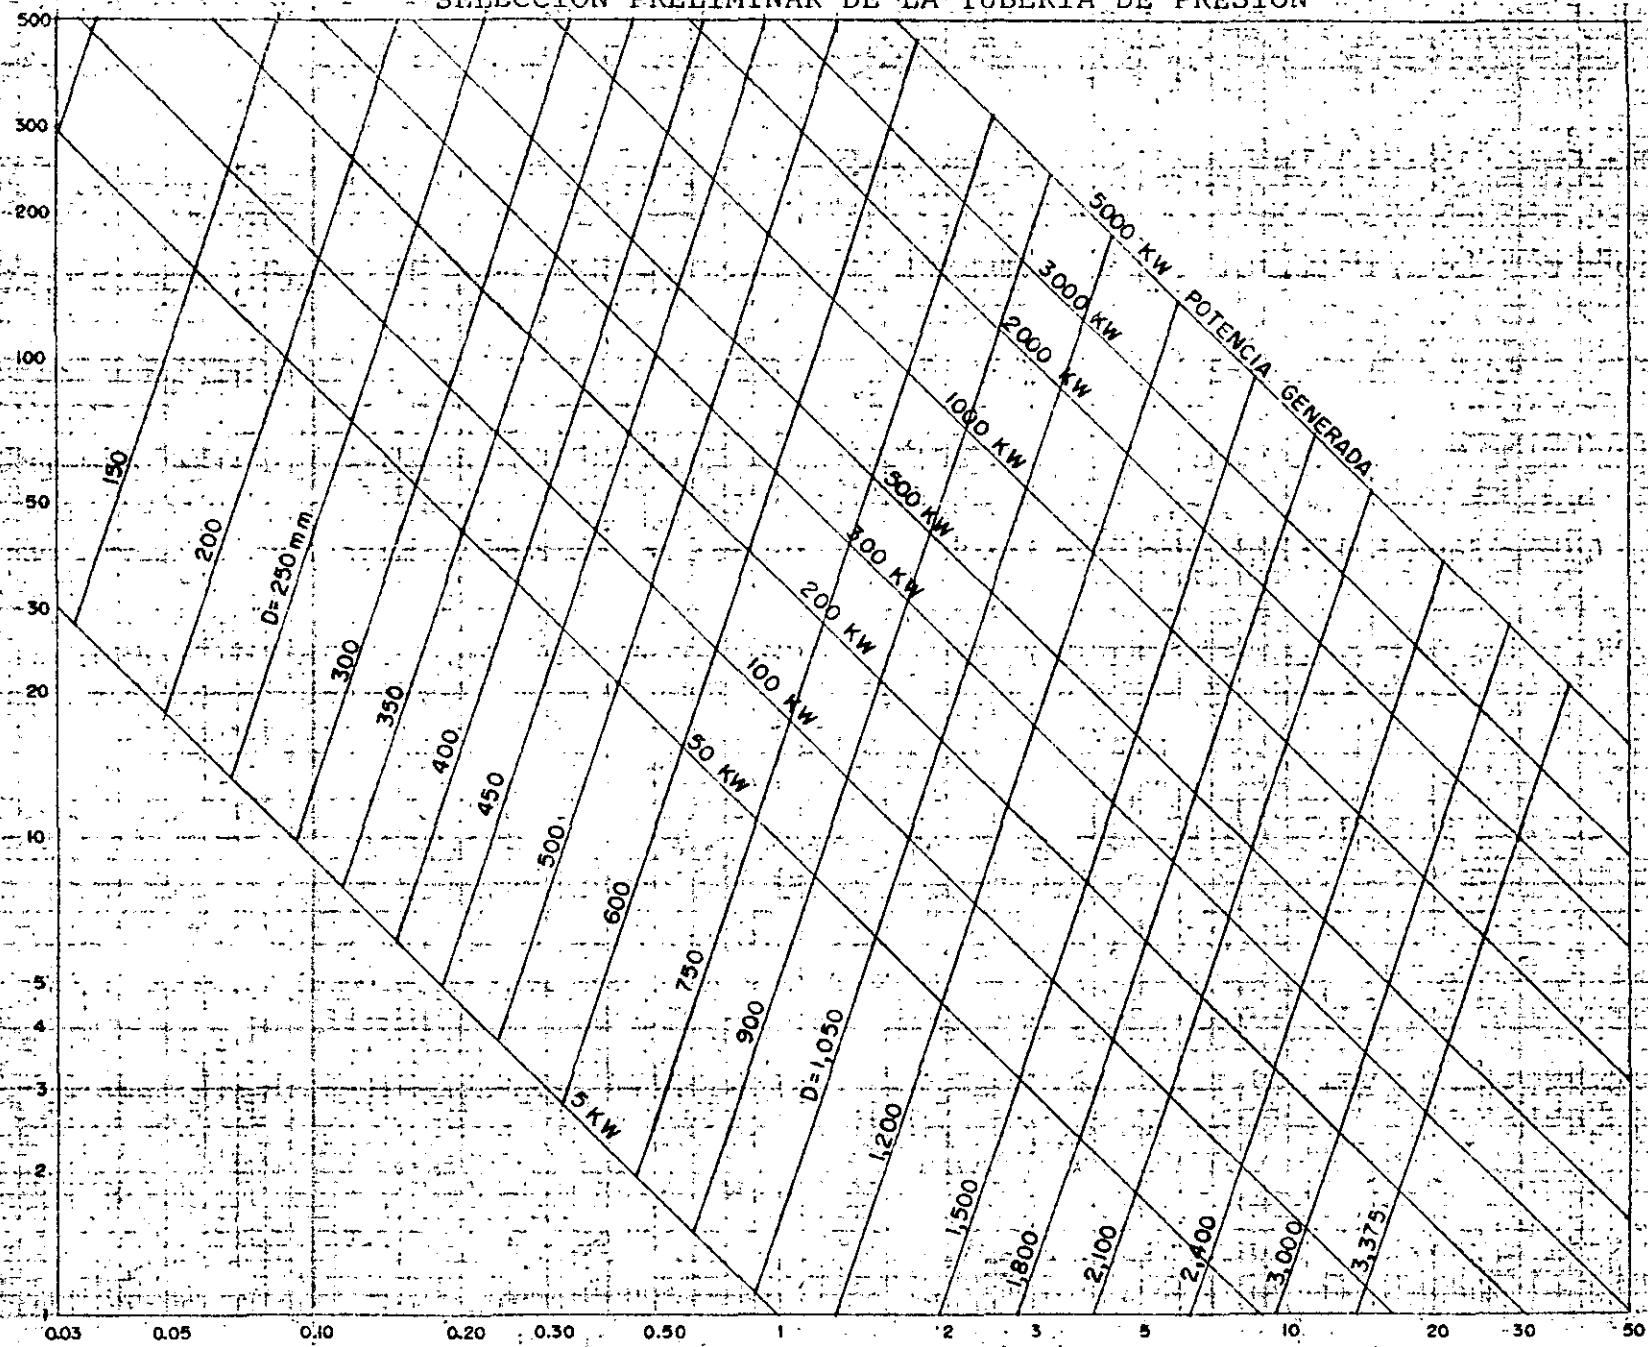 SELECCION PRELIMINAR DE LA TUBERIA DE PRESION
500
300
200
100
50
30
20
10
5
4
3
2
1
5000 KW
POTENCIA GENERADA
3000 KW
2000 KW
1000 KW
500 KW
300 KW
200 KW
100 KW
50 KW
5 KW
150
200
D=250 mm
300
350
400
450
500
600
750
900
D=1,050
1,200
1,500
1,800
2,100
2,400
3,000
3,375
0.03 0.05 0.10 0.20 0.30 0.50 1 2 3 5 10 20 30 50